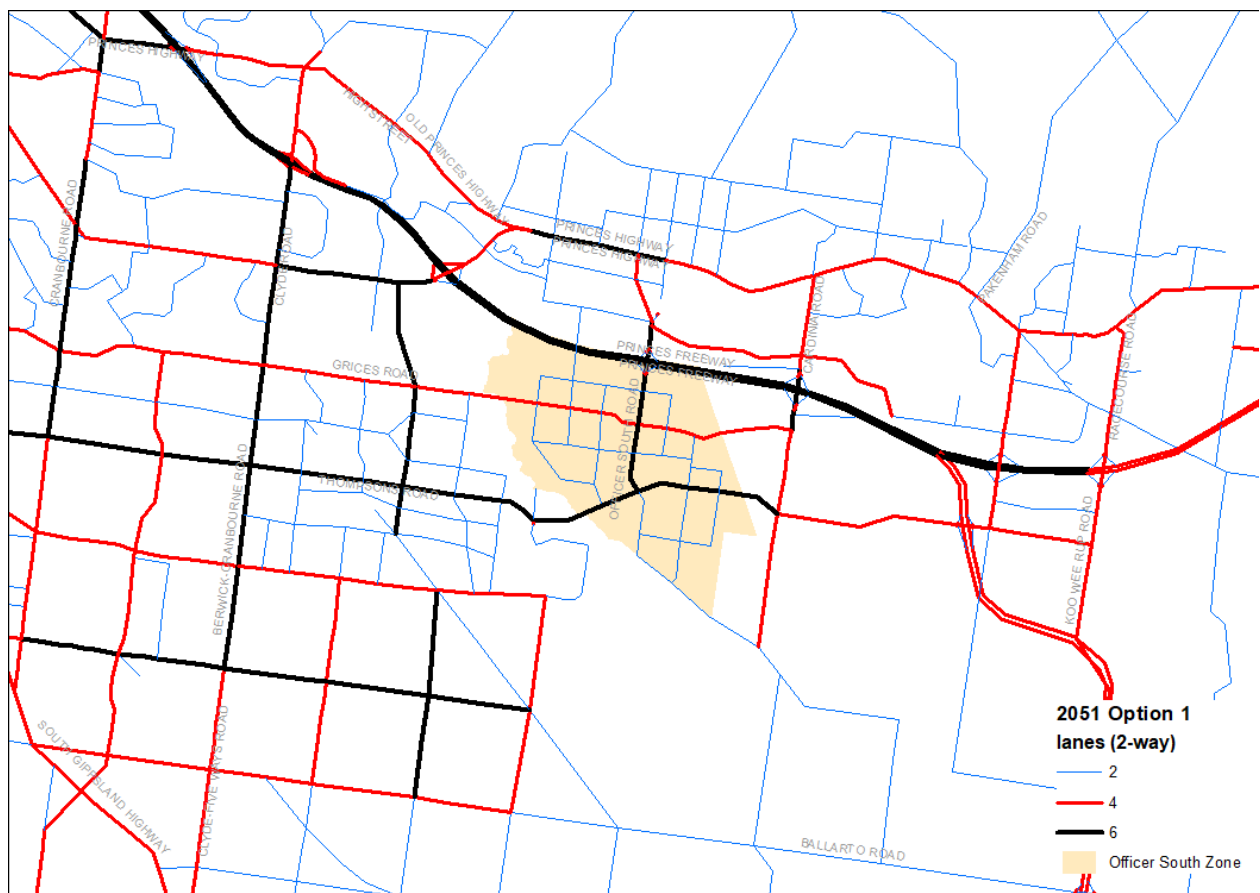 PRINCES HIGHWAY
HIGH STREET
OLD PRINCES HIGHWAY
PRINCES HIGHWAY
PRINCES HIGHWAY
CRANBOURNE ROAD
CLYDE ROAD
PAKENHAM ROAD
CARDINIA ROAD
RACECOURSE ROAD
PRINCES FREEWAY
PRINCES FREEWAY
GRICES ROAD
OFFICER SOUTH ROAD
THOMPSONS ROAD
BERWICK-CRANBOURNE ROAD
KOO WEE RUP ROAD
SOUTH GIPPSLAND HIGHWAY
CLYDE-FIVE WAYS ROAD
BALLARTO ROAD
2051 Option 1
lanes (2-way)
2
4
6
Officer South Zone